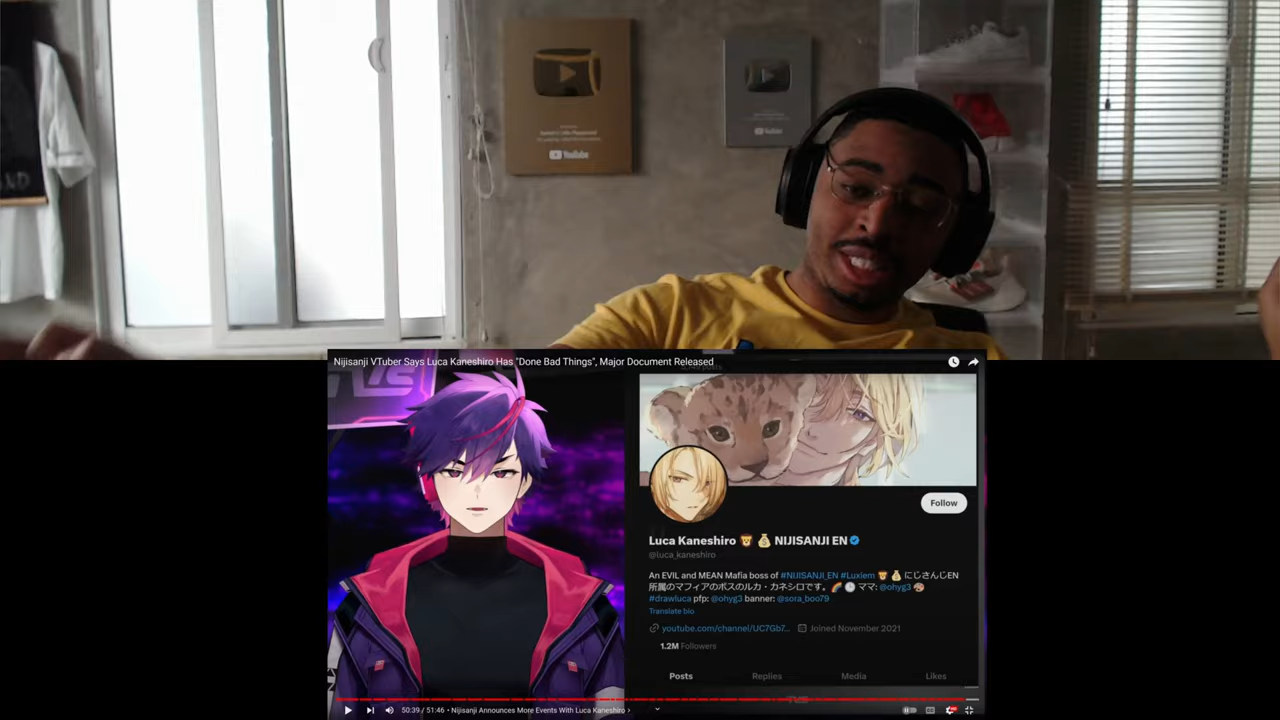 YouTube
YouTube
Nijisanji VTuber Says Luca Kaneshiro Has "Done Bad Things", Major Document Released
Follow
Luca Kaneshiro 🦁 💰 NIJISANJI EN
@luca_kaneshiro
An EVIL and MEAN Mafia boss of #NIJISANJI_EN #Luxiem 🦁 💰 にじさんじEN
所属のマフィアのボスのルカ・カネシロです。🌈 🕒 ママ: @ohyg3 🎨
#drawluca pfp: @ohyg3 banner: @sora_boo79
Translate bio
youtube.com/channel/UC7Gb7... Joined November 2021
1.2M Followers
Posts Replies Media Likes
50:39 / 51:46 • Nijisanji Announces More Events With Luca Kaneshiro ›